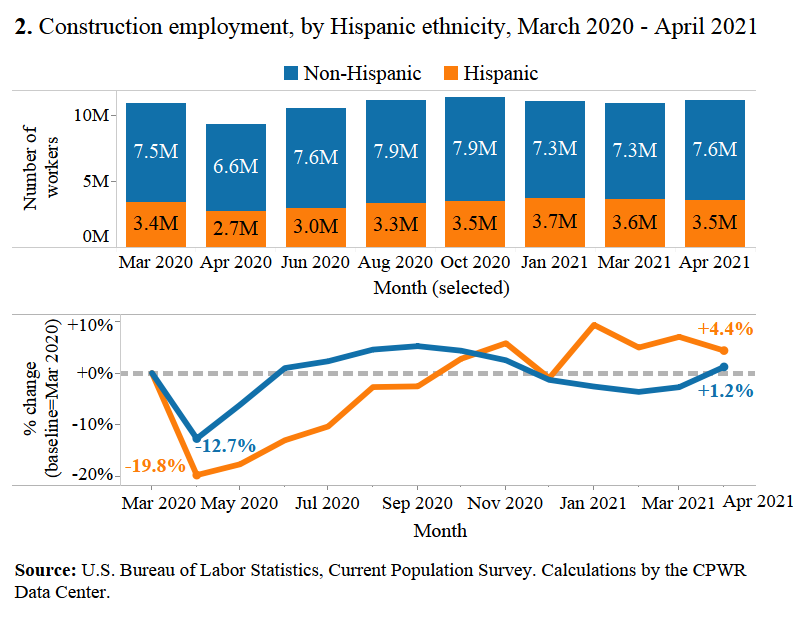 2. Construction employment, by Hispanic ethnicity, March 2020 - April 2021
Non-Hispanic Hispanic
Number of
workers
10M
5M
0M
7.5M 6.6M 7.6M 7.9M 7.9M 7.3M 7.3M 7.6M
3.4M 2.7M 3.0M 3.3M 3.5M 3.7M 3.6M 3.5M
Mar 2020 Apr 2020 Jun 2020 Aug 2020 Oct 2020 Jan 2021 Mar 2021 Apr 2021
Month (selected)
% change
(baseline=Mar 2020)
+10%
+0%
-10%
-20%
+4.4%
+1.2%
-12.7%
-19.8%
Mar 2020 May 2020 Jul 2020 Sep 2020 Nov 2020 Jan 2021 Mar 2021 Apr 2021
Month
Source: U.S. Bureau of Labor Statistics, Current Population Survey. Calculations by the CPWR
Data Center.